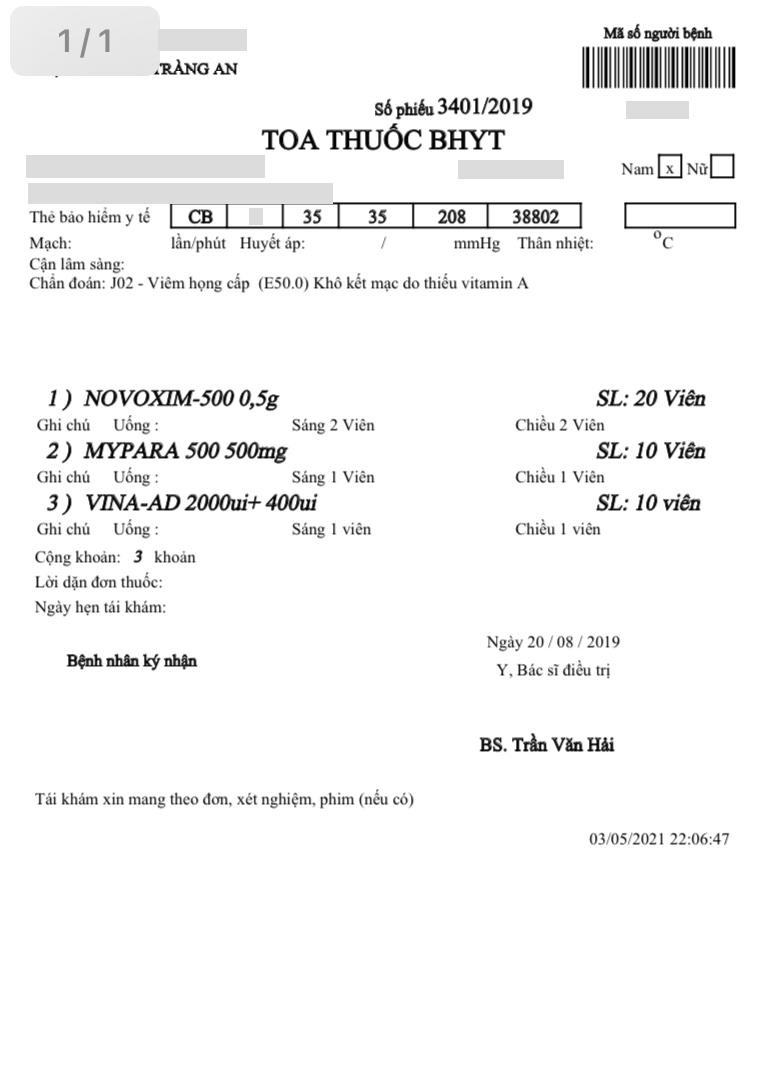 1/1
TRÀNG AN
Mã số người bệnh
Số phiếu 3401/2019
TOA THUỐC BHYT
Nam x Nữ
Thẻ bảo hiểm y tế CB 35 35 208 38802
Mạch: lần/phút Huyết áp: / mmHg Thân nhiệt: °C
Cận lâm sàng:
Chẩn đoán: J02 - Viêm họng cấp (E50.0) Khô kết mạc do thiếu vitamin A
1 ) NOVOXIM-500 0,5g SL: 20 Viên
Ghi chú Uống : Sáng 2 Viên Chiều 2 Viên
2 ) MYPARA 500 500mg SL: 10 Viên
Ghi chú Uống : Sáng 1 Viên Chiều 1 Viên
3 ) VINA-AD 2000ui+ 400ui SL: 10 viên
Ghi chú Uống : Sáng 1 viên Chiều 1 viên
Cộng khoản: 3 khoản
Lời dặn đơn thuốc:
Ngày hẹn tái khám:
Ngày 20 / 08 / 2019
Bệnh nhân ký nhận
Y, Bác sĩ điều trị
BS. Trần Văn Hải
Tái khám xin mang theo đơn, xét nghiệm, phim (nếu có)
03/05/2021 22:06:47